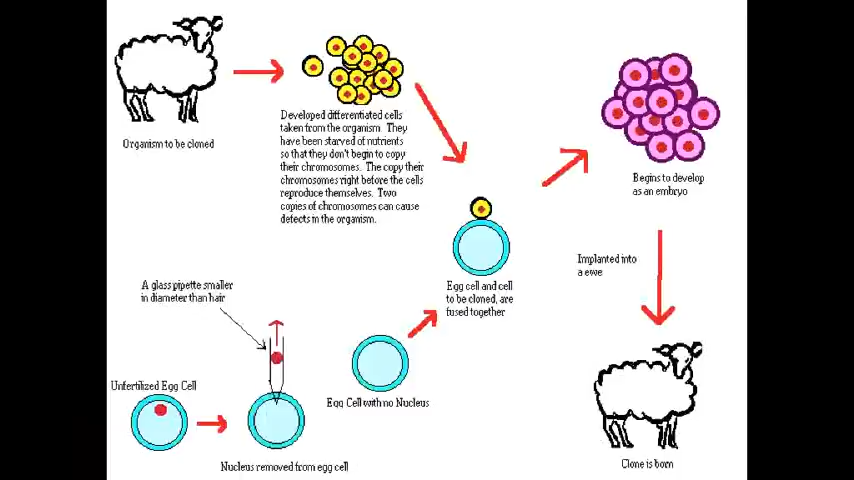 Organism to be cloned
Developed differentiated cells
taken from the organism. They
have been starved of nutrients
so that they don't begin to copy
their chromosomes. The copy their
chromosomes right before the cells
reproduce themselves. Two
copies of chromosomes can cause
detects in the organism.
Begins to develop
as an embryo
Egg cell and cell
to be cloned, are
fused together
Implanted into
a ewe
A glass pipette smaller
in diameter than hair
Unfertilized Egg Cell
Nucleus removed from egg cell
Egg Cell with no Nucleus
Clone is born